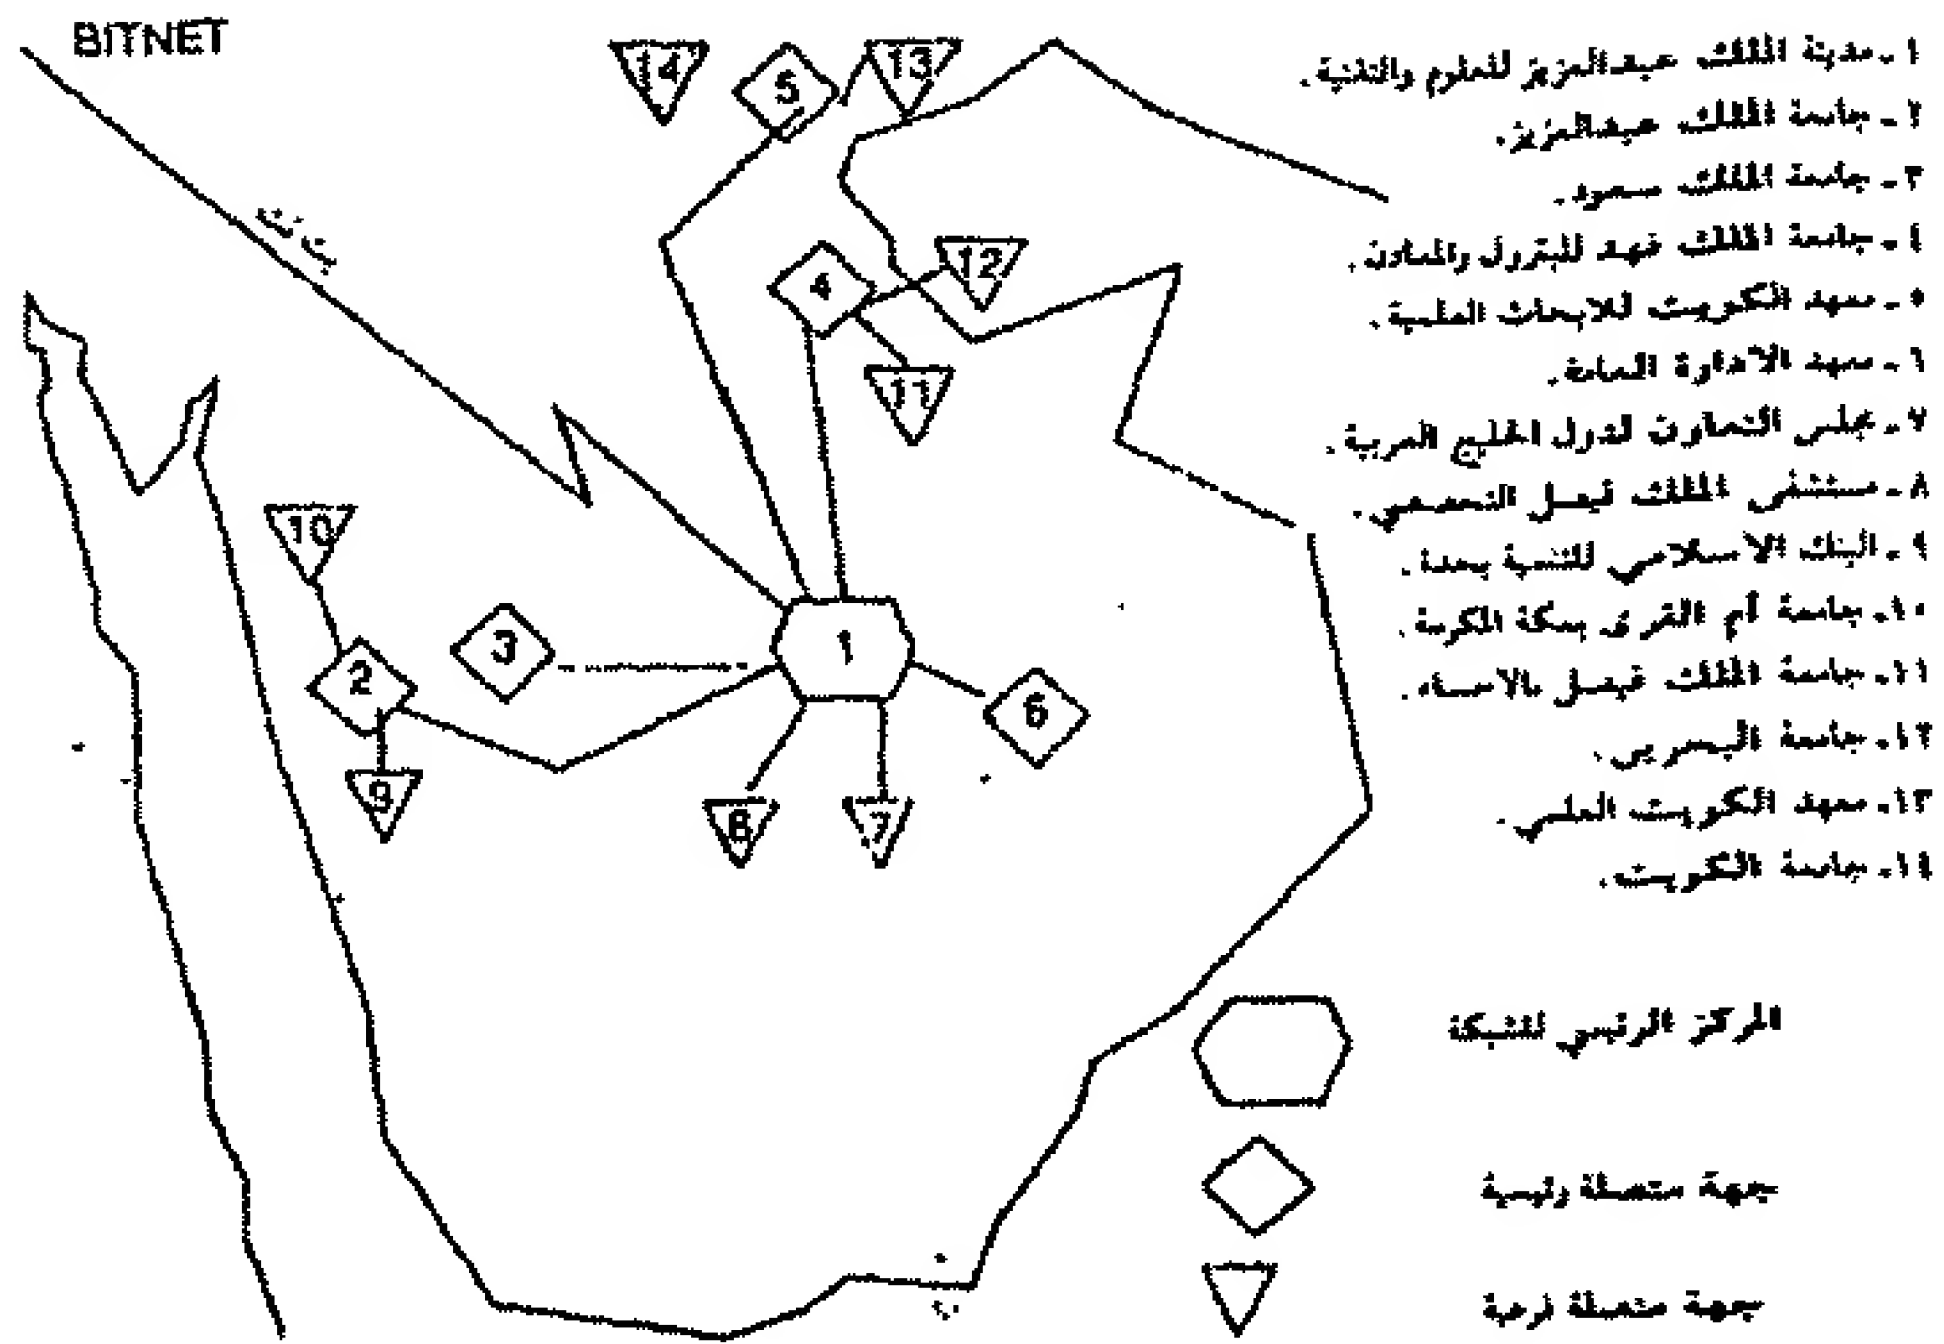 BITNET
بت نت
١ - مدينة الملك عبدالعزيز للعلوم والتقنية.
٢ - جامعة الملك عبدالعزيز.
٣ - جامعة الملك سعود.
٤ - جامعة الملك فهد للبترول والمعادن.
٥ - معهد الكويت للابحاث العلمية.
٦ - معهد الادارة العامة.
٧ - مجلس التعاون لدول الخليج العربية.
٨ - مستشفى الملك فيصل التخصصي.
٩ - البنك الاسلامي للتنمية بجدة.
١٠ - جامعة أم القرى بمكة المكرمة.
١١ - جامعة الملك فيصل بالاحساء.
١٢ - جامعة البحرين.
١٣ - معهد الكويت العلمي.
١٤ - جامعة الكويت.
14
5
13
4
12
11
10
3
1
2
6
9
8
7
المركز الرئيسي للشبكة
جهة متصلة رئيسية
جهة متصلة فرعية